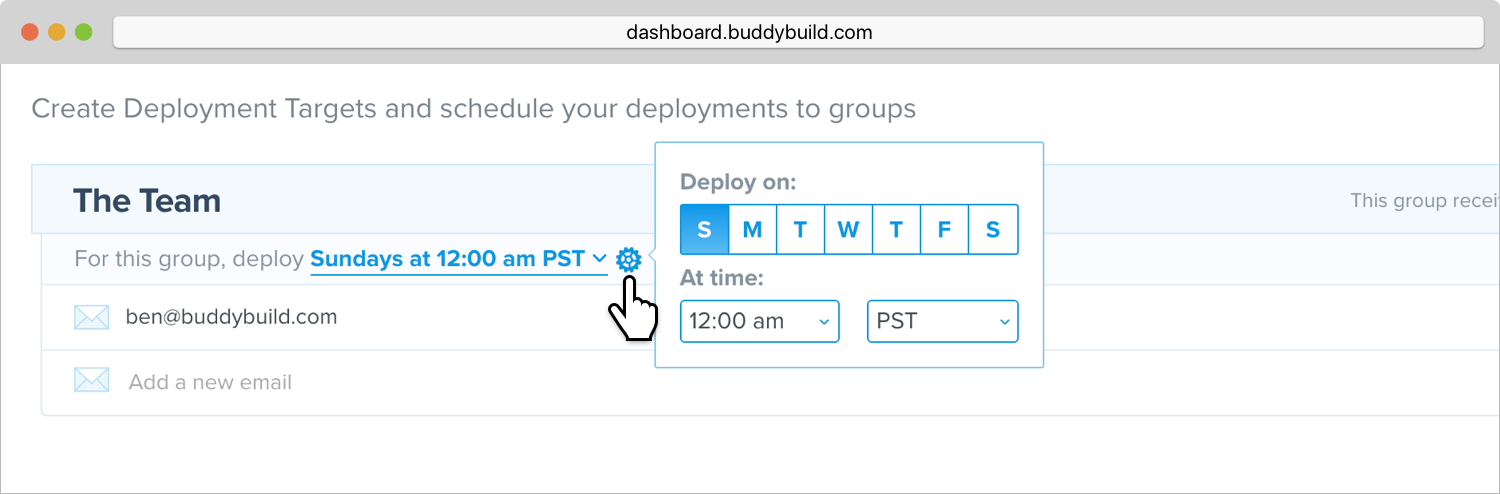 dashboard.buddybuild.com
Create Deployment Targets and schedule your deployments to groups
The Team
This group recei
For this group, deploy Sundays at 12:00 am PST
ben@buddybuild.com
Add a new email
Deploy on:
S M T W T F S
At time:
12:00 am PST